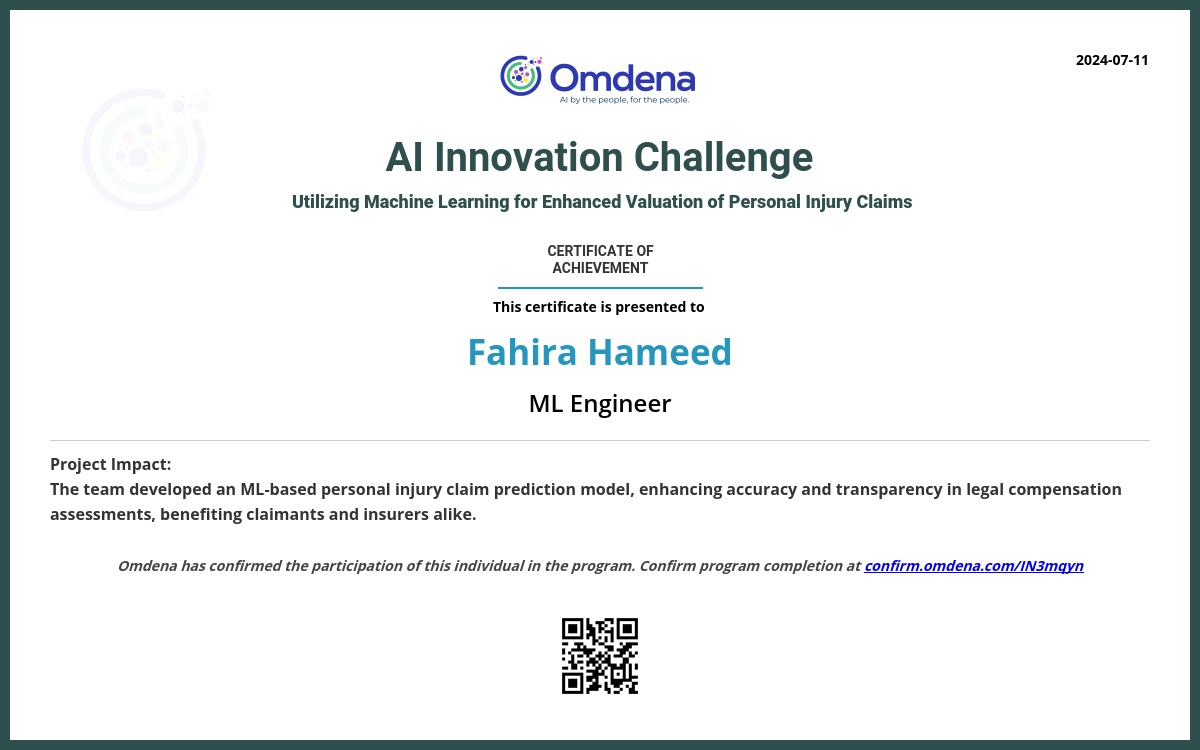 2024-07-11
Omdena
AI by the people, for the people.
AI Innovation Challenge
Utilizing Machine Learning for Enhanced Valuation of Personal Injury Claims
CERTIFICATE OF
ACHIEVEMENT
This certificate is presented to
Fahira Hameed
ML Engineer
Project Impact:
The team developed an ML-based personal injury claim prediction model, enhancing accuracy and transparency in legal compensation
assessments, benefiting claimants and insurers alike.
Omdena has confirmed the participation of this individual in the program. Confirm program completion at confirm.omdena.com/IN3mqyn